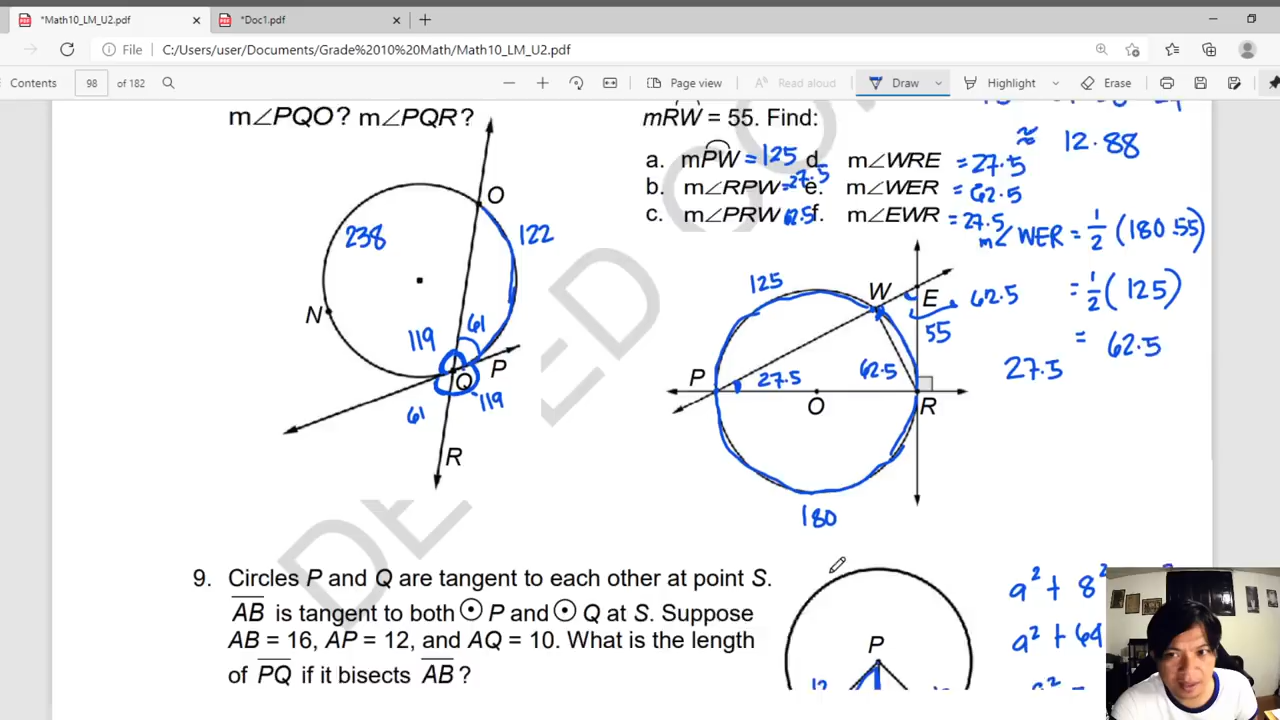 *Math10_LM_U2.pdf
*Doc1.pdf
File
C:/Users/user/Documents/Grade%2010%20Math/Math10_LM_U2.pdf
Contents
98
of 182
Page view
Read aloud
Draw
Highlight
Erase
m∠PQO? m∠PQR?
O
238
122
N
119
61
P
Q
61
119
R
mRW = 55. Find:
≈ 12.88
a. mPW = 125 d. m∠WRE = 27.5
b. m∠RPW = 27.5 e. m∠WER = 62.5
c. m∠PRW 62.5 f. m∠EWR = 27.5
m∠WER = 1/2 (180.55)
= 1/2 (125)
= 62.5
27.5
125
W
E
62.5
55
P
27.5
62.5
O
R
180
9. Circles P and Q are tangent to each other at point S.
AB is tangent to both ⊙ P and ⊙ Q at S. Suppose
AB = 16, AP = 12, and AQ = 10. What is the length
of PQ if it bisects AB?
P
12
a² + 8²
a² + 64